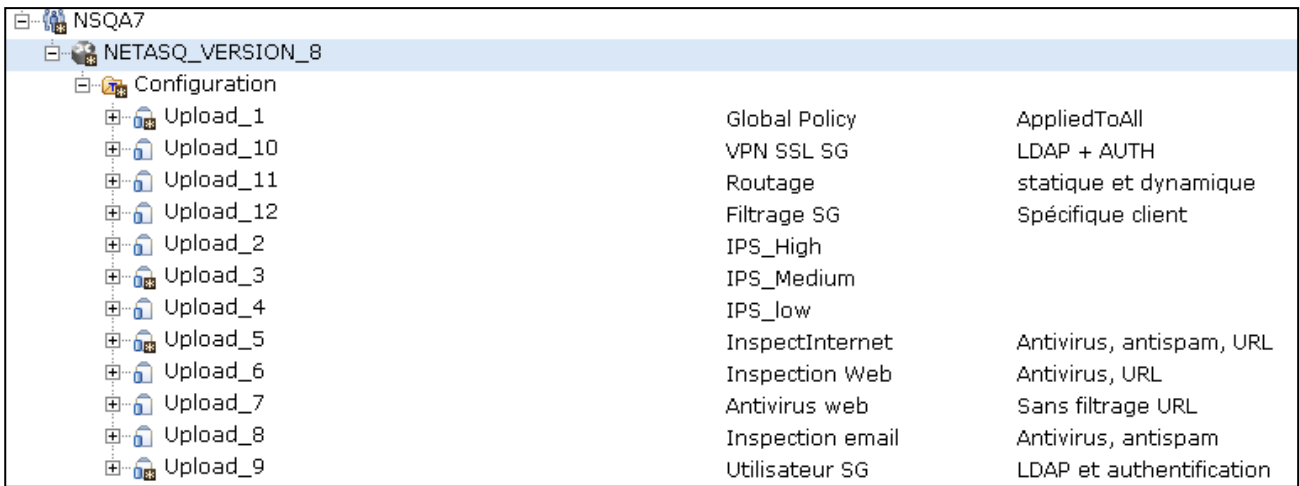 NSQA7
NETASQ_VERSION_8
Configuration
Upload_1 Global Policy AppliedToAll
Upload_10 VPN SSL SG LDAP + AUTH
Upload_11 Routage statique et dynamique
Upload_12 Filtrage SG Spécifique client
Upload_2 IPS_High
Upload_3 IPS_Medium
Upload_4 IPS_low
Upload_5 InspectInternet Antivirus, antispam, URL
Upload_6 Inspection Web Antivirus, URL
Upload_7 Antivirus web Sans filtrage URL
Upload_8 Inspection email Antivirus, antispam
Upload_9 Utilisateur SG LDAP et authentification